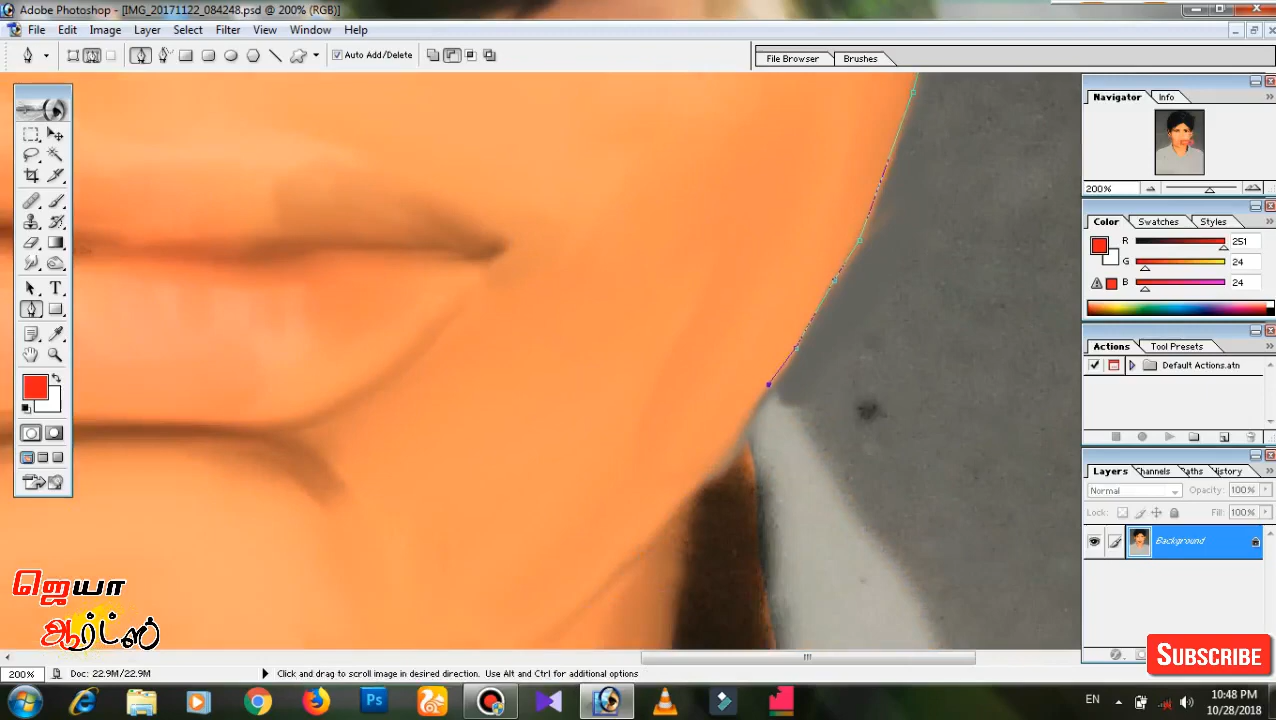 Adobe Photoshop - [IMG_20171122_084248.psd @ 200% (RGB)]
File Edit Image Layer Select Filter View Window Help
Auto Add/Delete
File Browser Brushes
Navigator Info
200%
Color Swatches Styles
R 251
G 24
B 24
Actions Tool Presets
Default Actions.atn
Layers Channels Paths History
Normal Opacity: 100%
Lock: Fill: 100%
Background
ஜெயா
ஆர்ட்ஸ்
SUBSCRIBE
200% Doc: 22.9M/22.9M Click and drag to scroll image in desired direction. Use Alt and Ctrl for additional options
Ps
EN 10:48 PM
10/28/2018